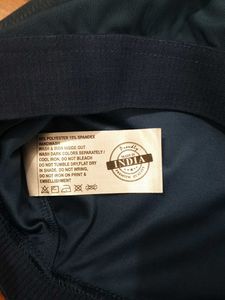 85% POLYESTER 15% SPANDEX
HANDWASH
WASH & IRON INSIDE OUT
WASH DARK COLORS SEPARATELY/
COOL IRON, DO NOT BLEACH
DO NOT TUMBLE DRY,FLAT DRY
IN SHADE, DO NOT WRING,
DO NOT IRON ON PRINT &
EMBELLISHMENT
Proudly
INDIA